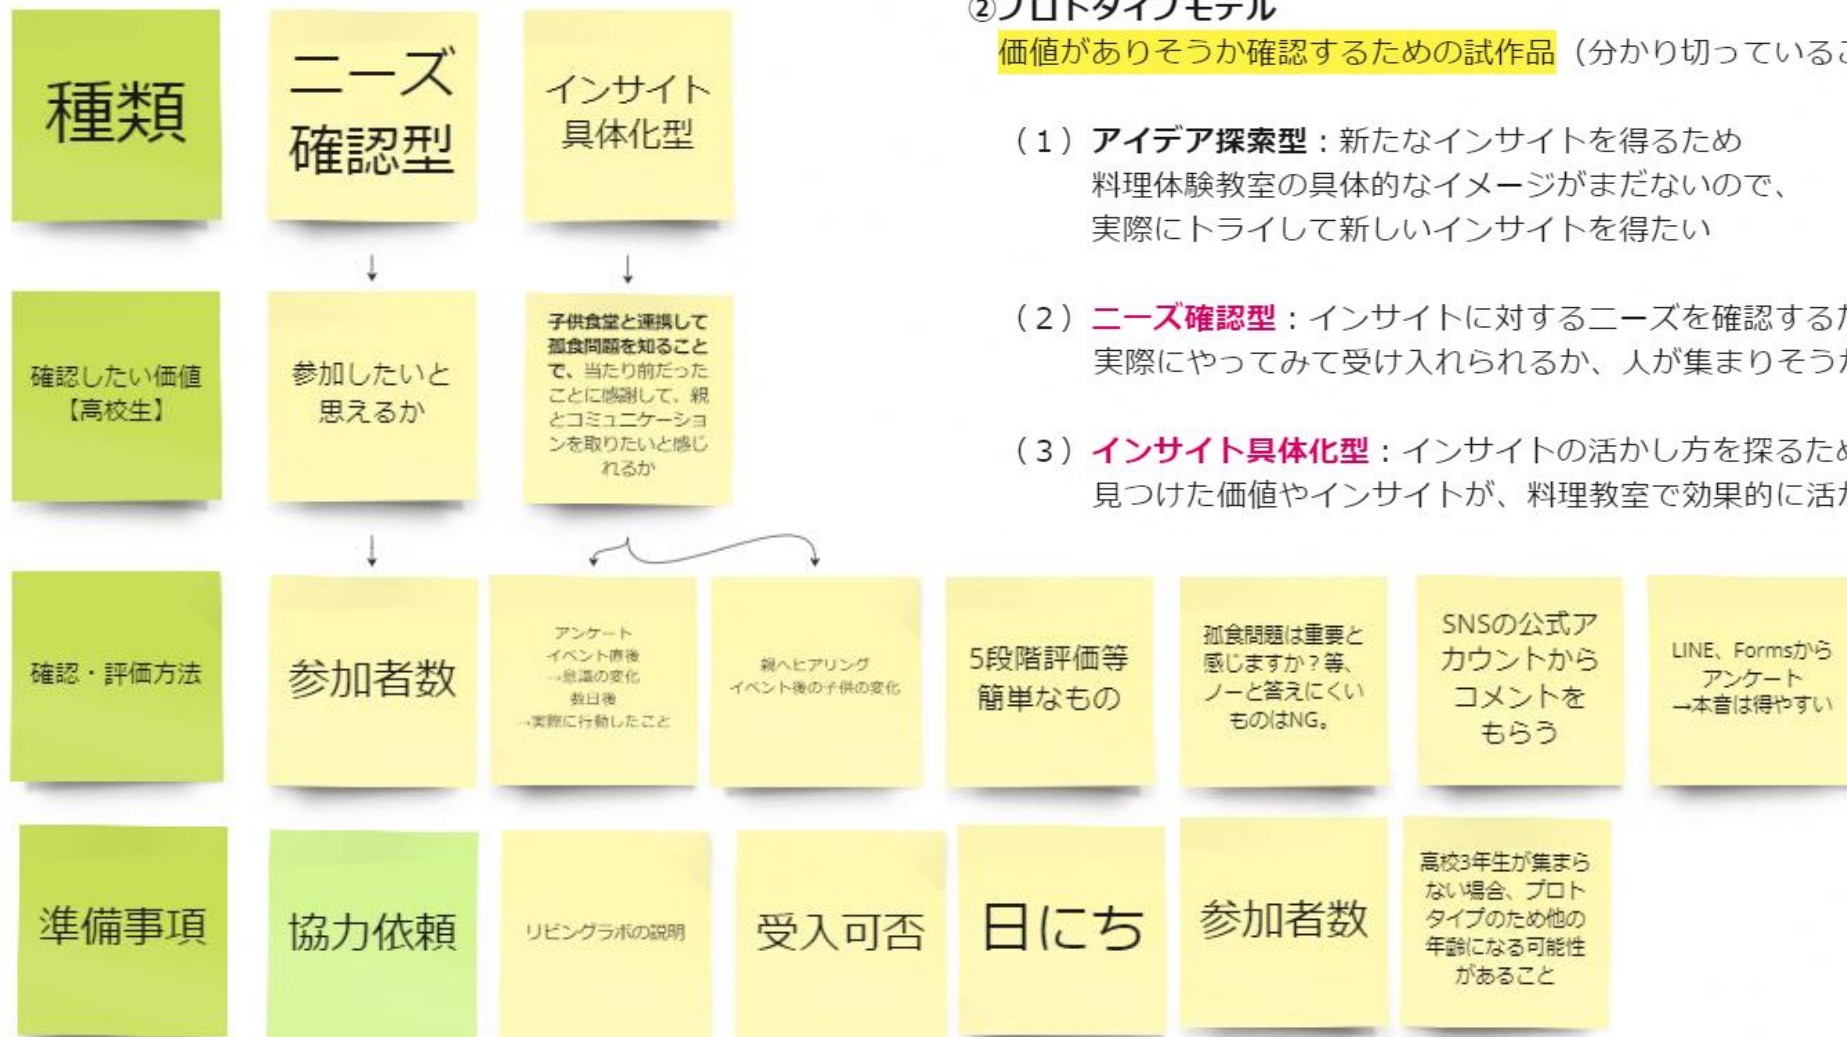 種類
ニーズ
確認型
インサイト
具体化型
②プロトタイプモデル
価値がありそうか確認するための試作品（分かり切っているこ
（１）アイデア探索型：新たなインサイトを得るため
料理体験教室の具体的なイメージがまだないので、
実際にトライして新しいインサイトを得たい
（２）ニーズ確認型：インサイトに対するニーズを確認するた
実際にやってみて受け入れられるか、人が集まりそうか
（３）インサイト具体化型：インサイトの活かし方を探るため
見つけた価値やインサイトが、料理教室で効果的に活か
確認したい価値
【高校生】
参加したいと
思えるか
子供食堂と連携して
孤食問題を知ること
で、当たり前だった
ことに感謝して、親
とコミュニケーショ
ンを取りたいと感じ
れるか
確認・評価方法
参加者数
アンケート
イベント直後
→意識の変化
数日後
→実際に行動したこと
親へヒアリング
イベント後の子供の変化
5段階評価等
簡単なもの
孤食問題は重要と
感じますか？等、
ノーと答えにくい
ものはNG。
SNSの公式ア
カウントから
コメントを
もらう
LINE、Formsから
アンケート
→本音は得やすい
準備事項
協力依頼
リビングラボの説明
受入可否
日にち
参加者数
高校3年生が集まら
ない場合、プロト
タイプのため他の
年齢になる可能性
があること